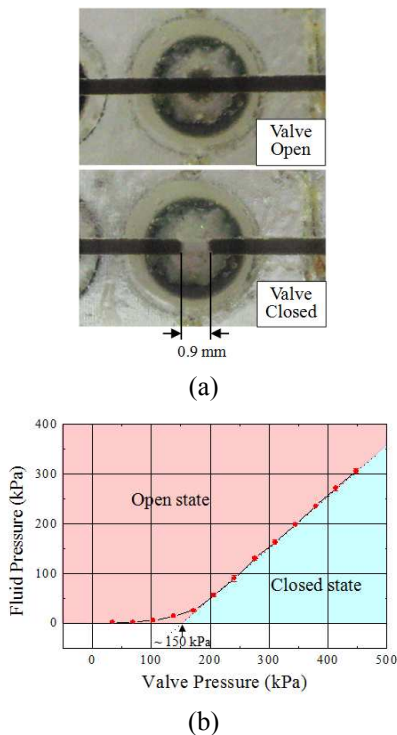 Valve
Open
Valve
Closed
0.9 mm
(a)
400
300
200
100
0
Fluid Pressure (kPa)
Open state
Closed state
~ 150 kPa
0 100 200 300 400 500
Valve Pressure (kPa)
(b)